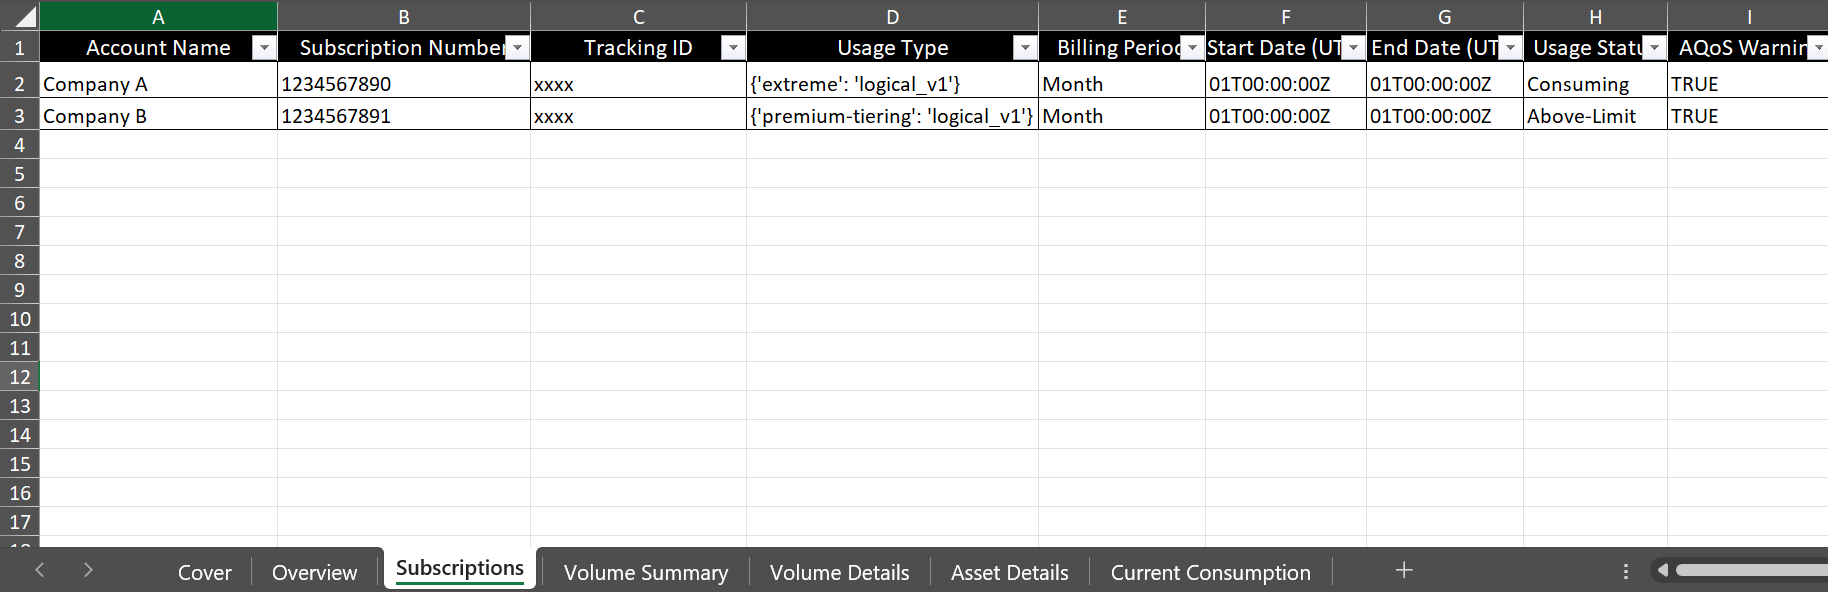 A B C D E F G H I
1 Account Name Subscription Number Tracking ID Usage Type Billing Period Start Date (UT End Date (UT Usage Statu AQoS Warnin
2 Company A 1234567890 xxxx {'extreme': 'logical_v1'} Month 01T00:00:00Z 01T00:00:00Z Consuming TRUE
3 Company B 1234567891 xxxx {'premium-tiering': 'logical_v1'} Month 01T00:00:00Z 01T00:00:00Z Above-Limit TRUE
4
5
6
7
8
9
10
11
12
13
14
15
16
17
Cover Overview Subscriptions Volume Summary Volume Details Asset Details Current Consumption